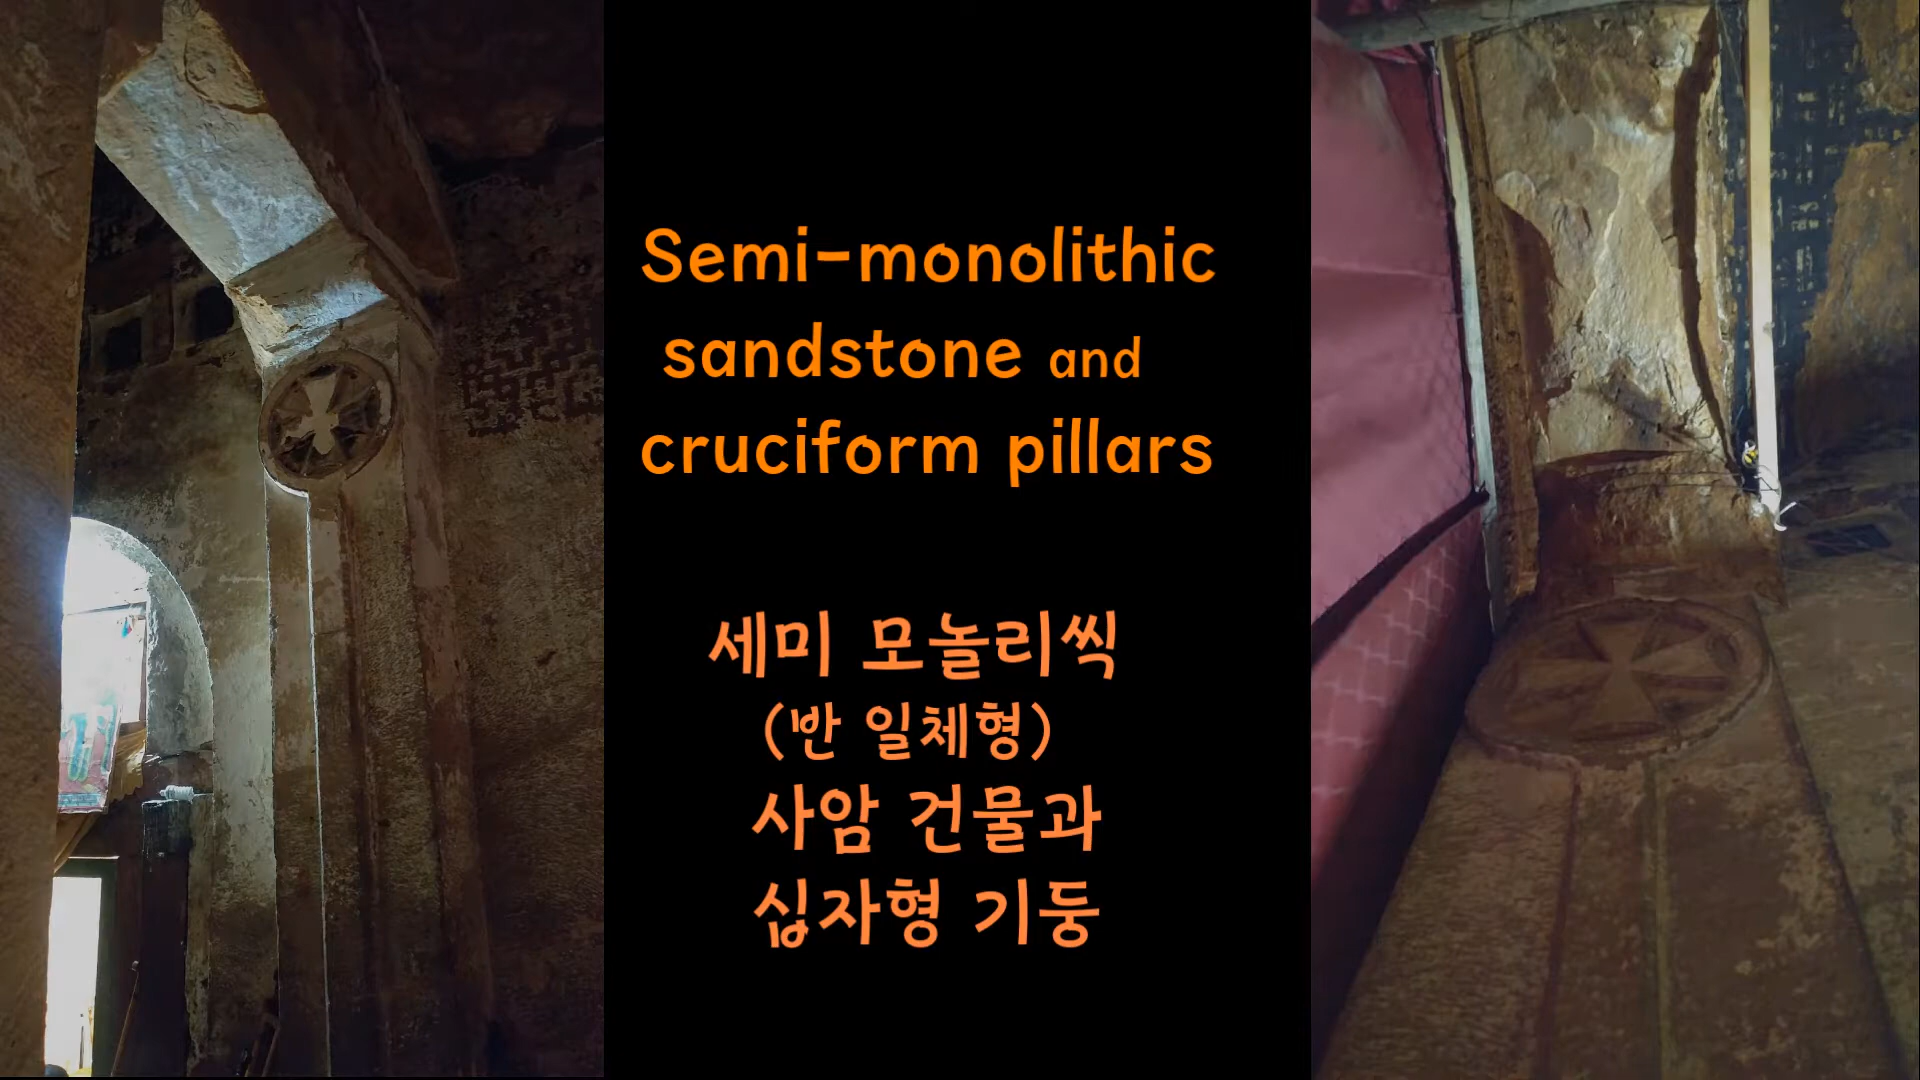 Semi-monolithic
sandstone and
cruciform pillars
세미 모놀리씩
(반 일체형)
사암 건물과
십자형 기둥